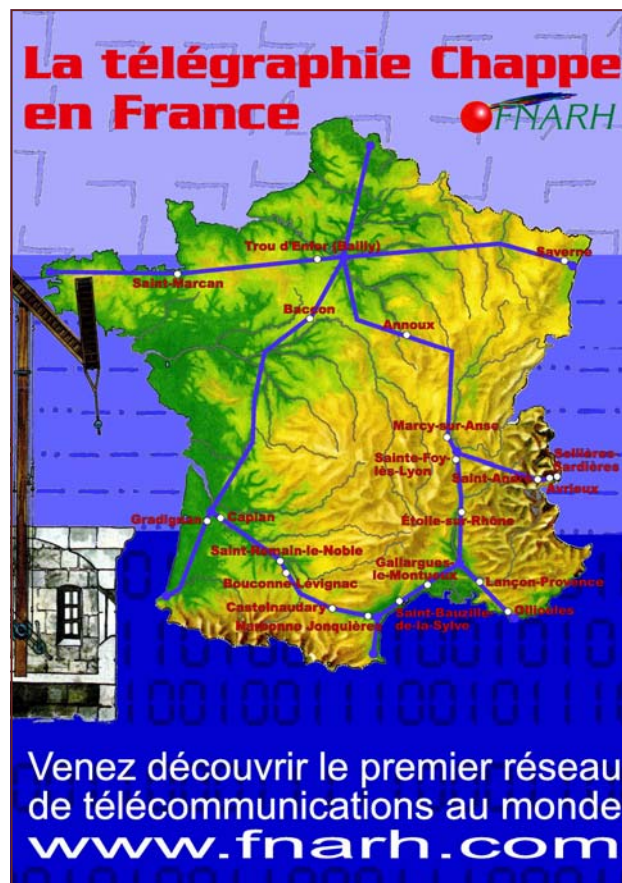 La télégraphie Chappe
en France
FNARH
Trou d'Enfer (Bailly)
Saverne
Saint-Marcan
Baccon
Annoux
Marcy-sur-Anse
Sainte-Foy
lès-Lyon
Sollières-
Sardières
Saint-André
Avrieux
Gradignan
Capian
Étoile-sur-Rhône
Saint-Romain-le-Noble
Gallargues-
le-Montueux
Bouconne Lévignac
Lançon-Provence
Castelnaudary
Saint-Bauzille
de-la-Sylve
Ollioules
Narbonne Jonquières
Venez découvrir le premier réseau
de télécommunications au monde
www.fnarh.com